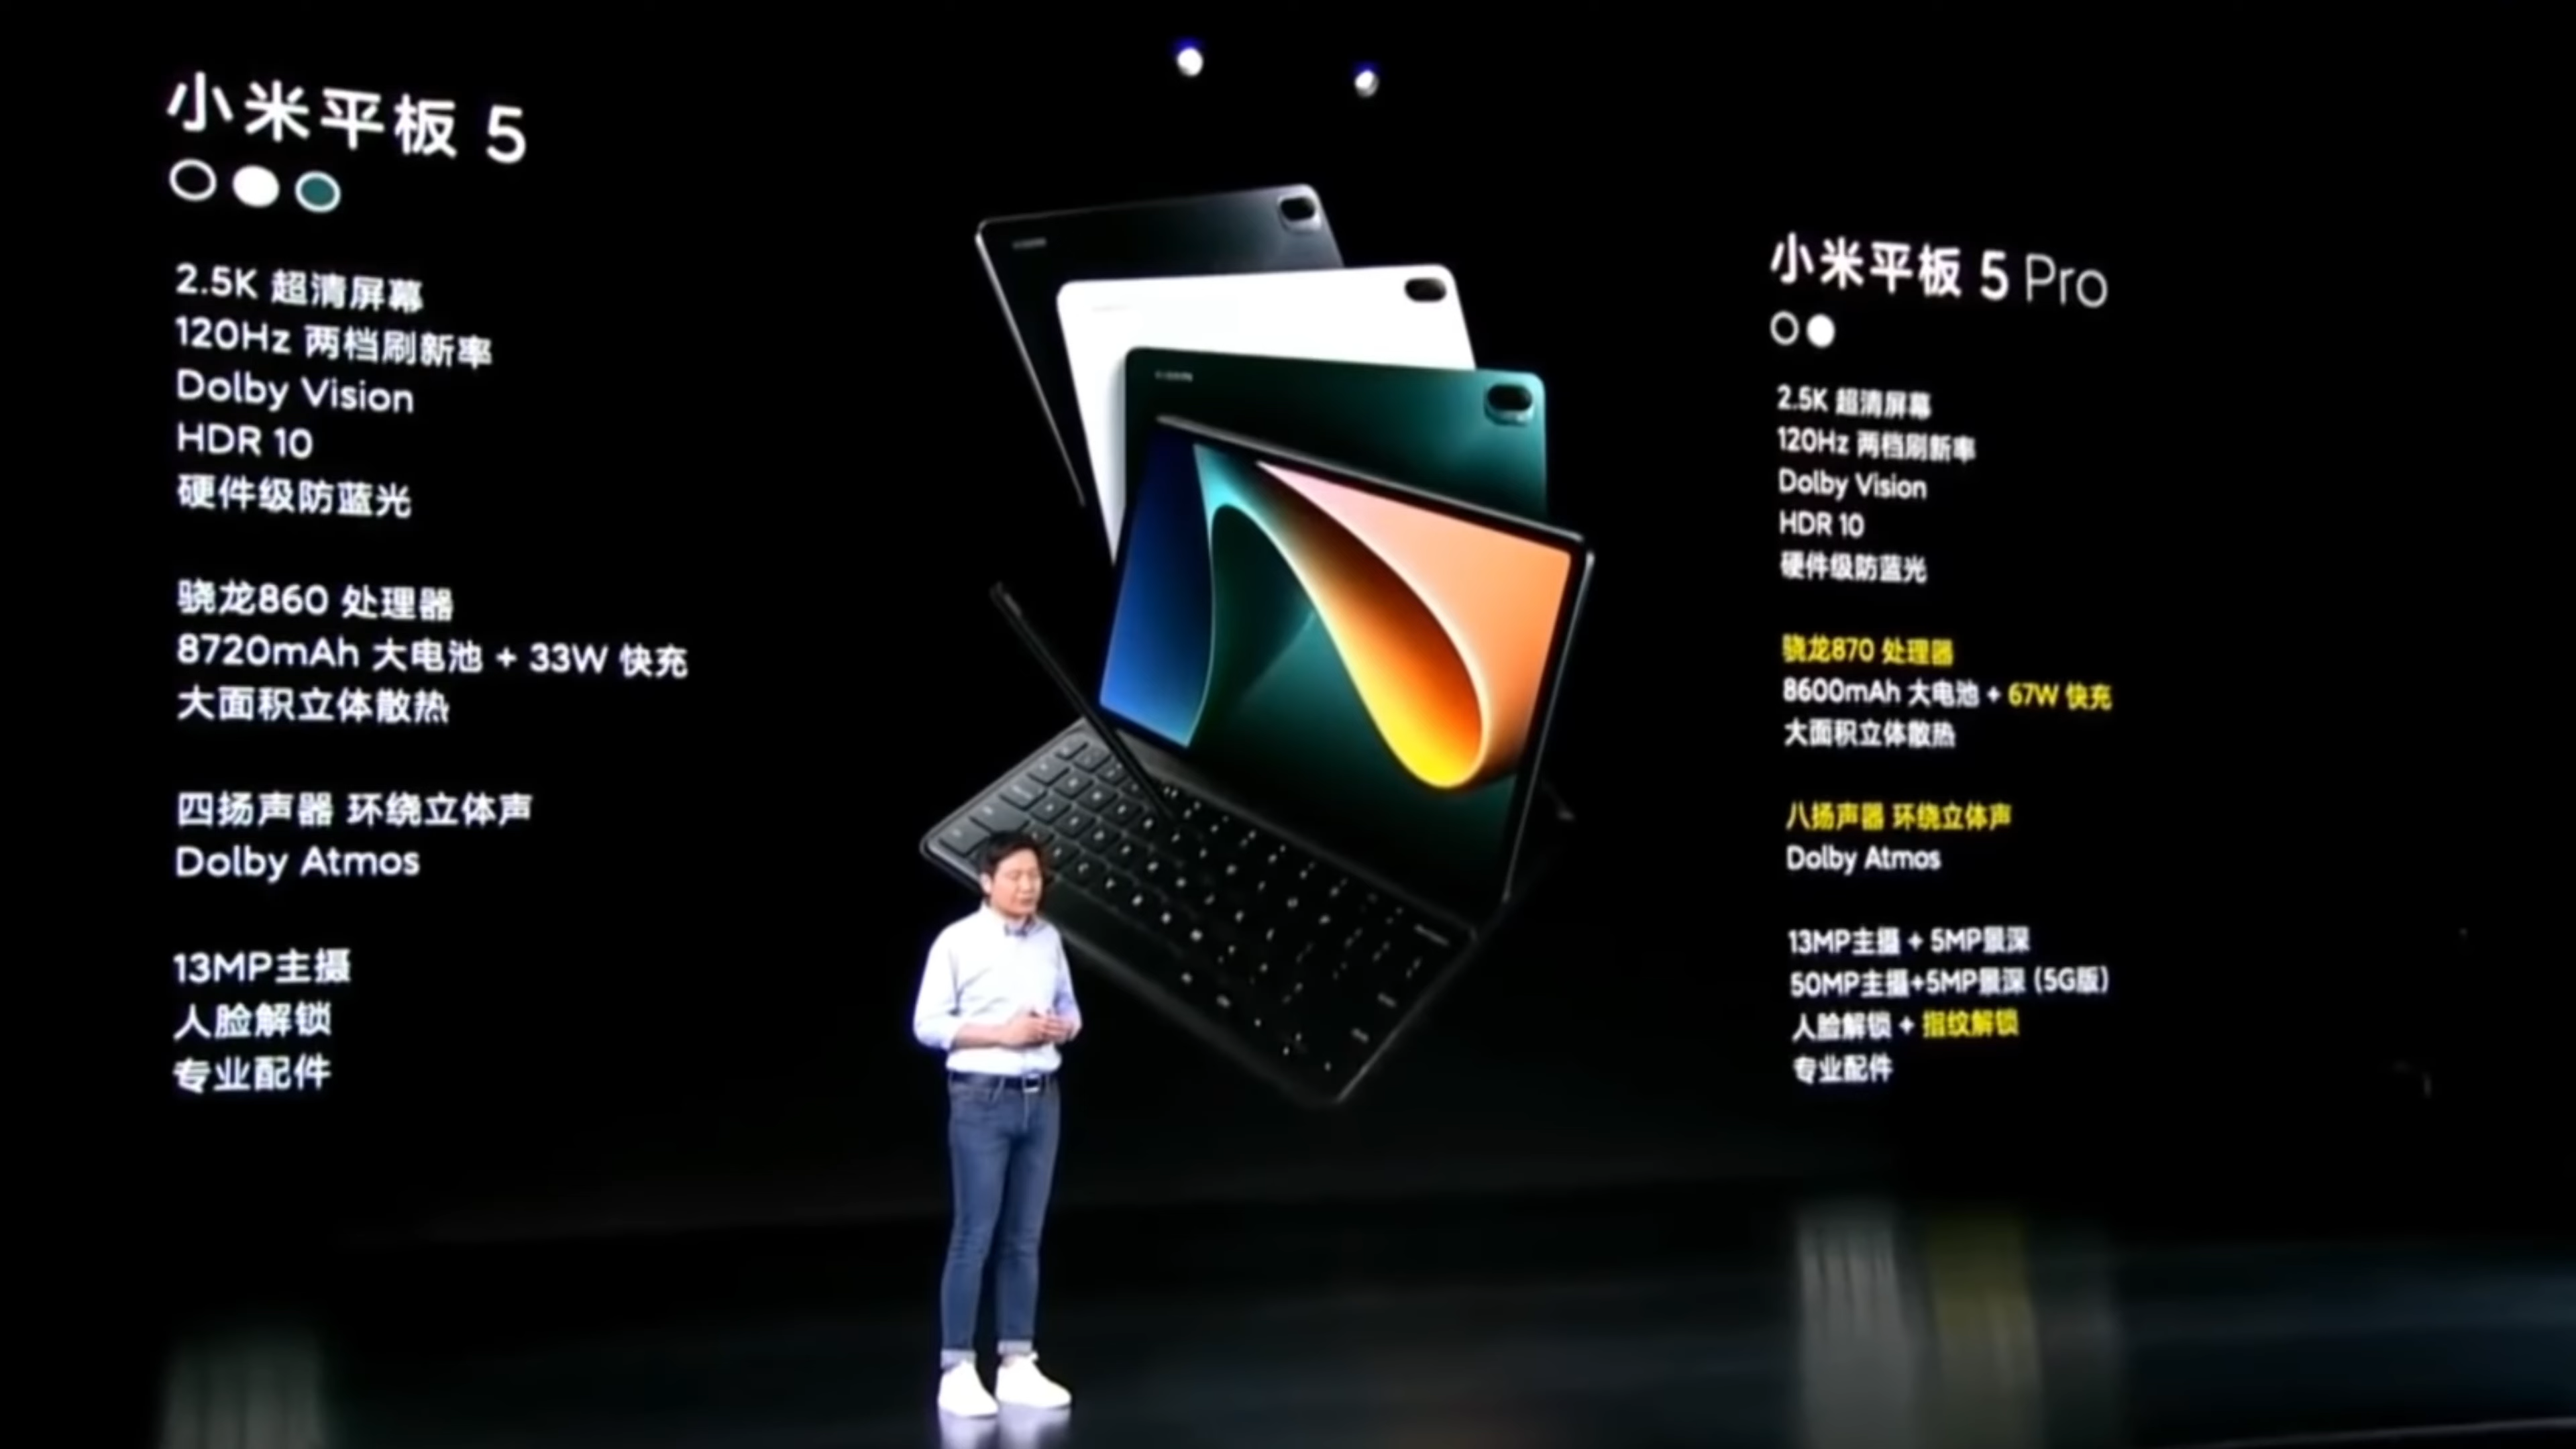 小米平板 5
2.5K 超清屏幕
120Hz 两档刷新率
Dolby Vision
HDR 10
硬件级防蓝光
骁龙860 处理器
8720mAh 大电池 + 33W 快充
大面积立体散热
四扬声器 环绕立体声
Dolby Atmos
13MP主摄
人脸解锁
专业配件
小米平板 5 Pro
2.5K 超清屏幕
120Hz 两档刷新率
Dolby Vision
HDR 10
硬件级防蓝光
骁龙870 处理器
8600mAh 大电池 + 67W 快充
大面积立体散热
八扬声器 环绕立体声
Dolby Atmos
13MP主摄 + 5MP景深
50MP主摄+5MP景深 (5G版)
人脸解锁 + 指纹解锁
专业配件